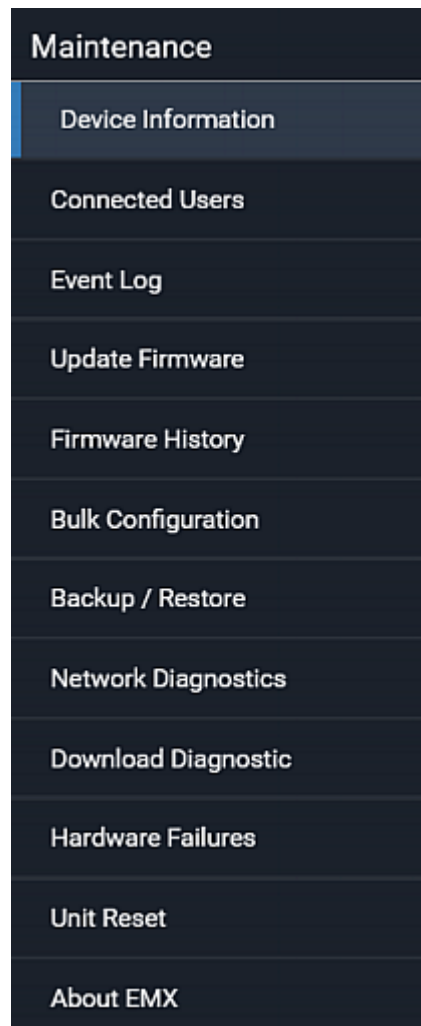 Maintenance
Device Information
Connected Users
Event Log
Update Firmware
Firmware History
Bulk Configuration
Backup / Restore
Network Diagnostics
Download Diagnostic
Hardware Failures
Unit Reset
About EMX